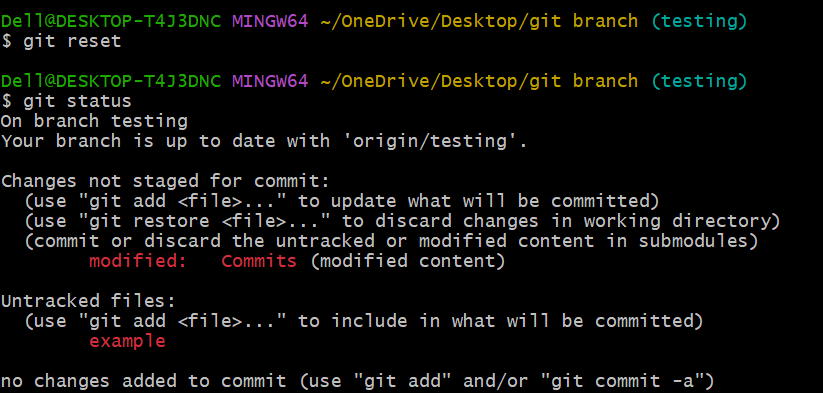 Dell@DESKTOP-T4J3DNC MINGW64 ~/OneDrive/Desktop/git branch (testing)
$ git reset
Dell@DESKTOP-T4J3DNC MINGW64 ~/OneDrive/Desktop/git branch (testing)
$ git status
On branch testing
Your branch is up to date with 'origin/testing'.
Changes not staged for commit:
(use "git add <file>..." to update what will be committed)
(use "git restore <file>..." to discard changes in working directory)
(commit or discard the untracked or modified content in submodules)
modified:   Commits (modified content)
Untracked files:
(use "git add <file>..." to include in what will be committed)
example
no changes added to commit (use "git add" and/or "git commit -a")